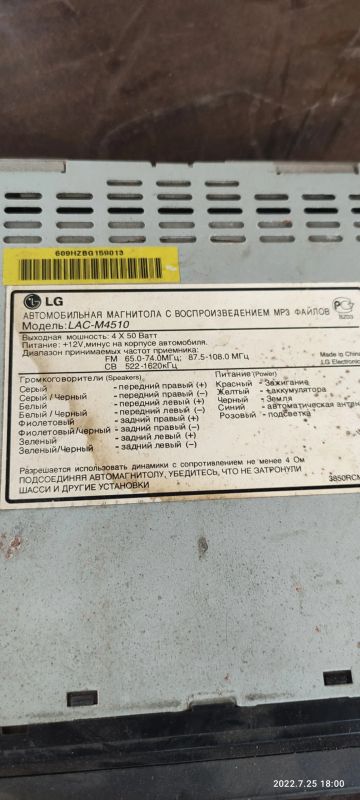 609HZBG159013
LG
АВТОМОБИЛЬНАЯ МАГНИТОЛА С ВОСПРОИЗВЕДЕНИЕМ MP3 ФАЙЛОВ
Модель: LAC-M4510
Выходная мощность: 4 X 50 Ватт
Питание: +12V, минус на корпусе автомобиля.
Диапазон принимаемых частот приемника:
FM 65.0-74.0МГц; 87.5-108.0 МГц
СВ 522-1620кГц
Made in China
LG Electronic
Громкоговорители (Speakers)
Серый - передний правый (+)
Серый / Черный - передний правый (−)
Белый - передний левый (+)
Белый / Черный - передний левый (−)
Фиолетовый - задний правый (+)
Фиолетовый/черный - задний правый (−)
Зеленый - задний левый (+)
Зеленый/Черный - задний левый (−)
Питание (Power)
Красный - Зажигание
Желтый - аккумулятора
Черный - Земля
Синий - автоматическая антен
Розовый - подсветка
Разрешается использовать динамики с сопротивлением не менее 4 Ом
ПОДСОЕДИНЯЯ АВТОМАГНИТОЛУ, УБЕДИТЕСЬ, ЧТО НЕ ЗАТРОНУЛИ
ШАССИ И ДРУГИЕ УСТАНОВКИ
3850RCM
2022.7.25 18:00